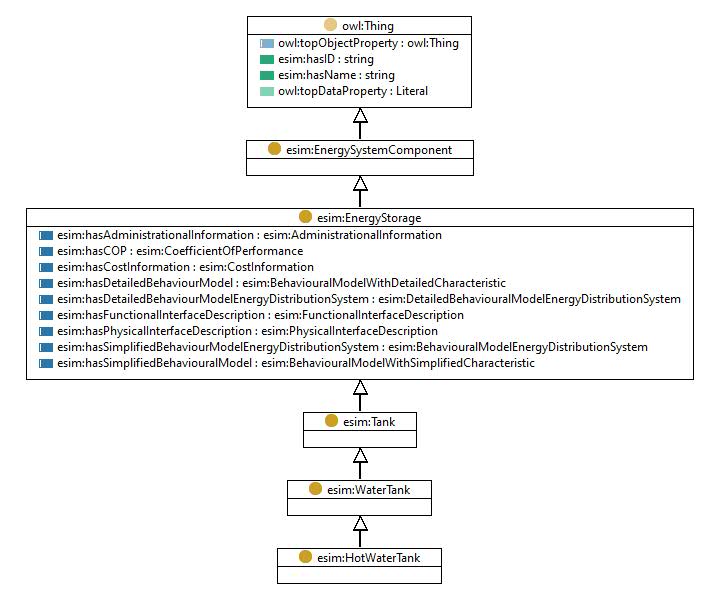 owl:Thing
owl:topObjectProperty : owl:Thing
esim:hasID : string
esim:hasName : string
owl:topDataProperty : Literal
esim:EnergySystemComponent
esim:EnergyStorage
esim:hasAdministrationalInformation : esim:AdministrationalInformation
esim:hasCOP : esim:CoefficientOfPerformance
esim:hasCostInformation : esim:CostInformation
esim:hasDetailedBehaviourModel : esim:BehaviouralModelWithDetailedCharacteristic
esim:hasDetailedBehaviourModelEnergyDistributionSystem : esim:DetailedBehaviouralModelEnergyDistributionSystem
esim:hasFunctionalInterfaceDescription : esim:FunctionalInterfaceDescription
esim:hasPhysicalInterfaceDescription : esim:PhysicalInterfaceDescription
esim:hasSimplifiedBehaviourModelEnergyDistributionSystem : esim:BehaviouralModelEnergyDistributionSystem
esim:hasSimplifiedBehaviouralModel : esim:BehaviouralModelWithSimplifiedCharacteristic
esim:Tank
esim:WaterTank
esim:HotWaterTank